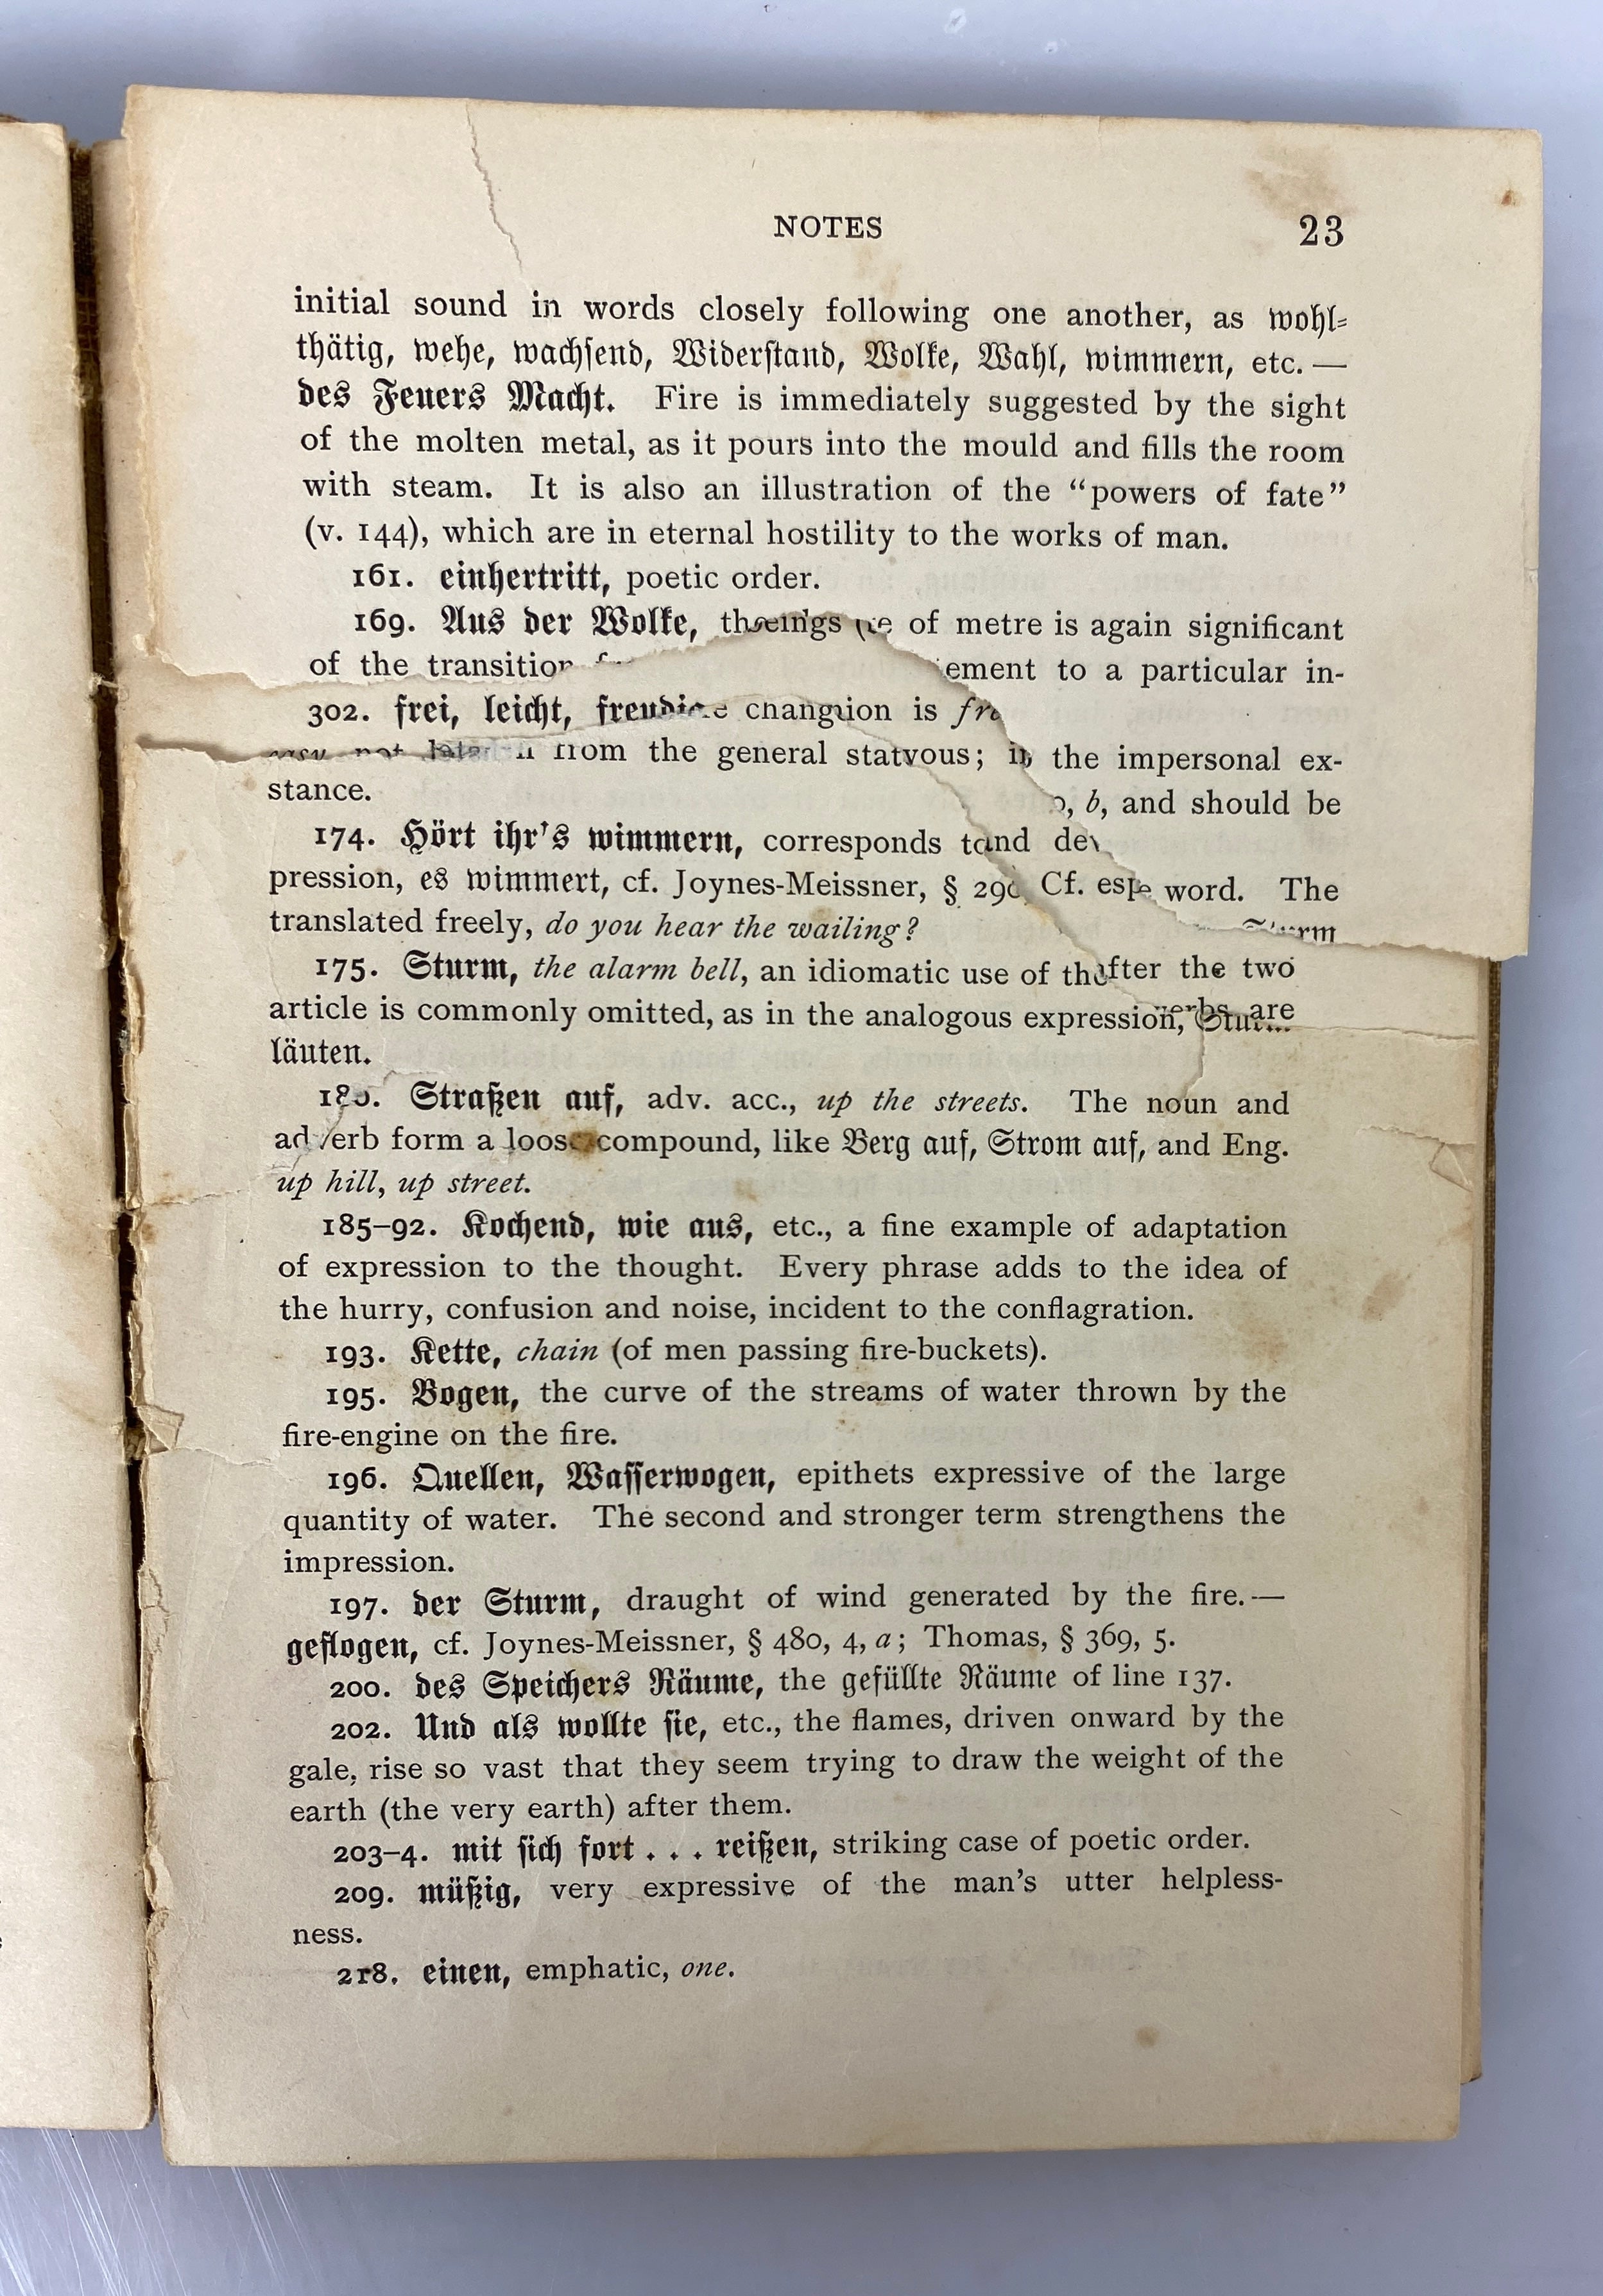 NOTES 23
initial sound in words closely following one another, as wohl=
thätig, wehe, wachsend, Widerstand, Wolke, Wahl, wimmern, etc. —
des Feuers Macht. Fire is immediately suggested by the sight
of the molten metal, as it pours into the mould and fills the room
with steam. It is also an illustration of the “powers of fate”
(v. 144), which are in eternal hostility to the works of man.
161. einhertritt, poetic order.
169. Aus der Wolke, of metre is again significant
of the transition to a particular in-
302. frei, leicht, is
from the general the impersonal ex-
stance. b, and should be
174. Hört ihr's wimmern, corresponds
pression, es wimmert, cf. Joynes-Meissner, § Cf. word. The
translated freely, do you hear the wailing?
175. Sturm, the alarm bell, an idiomatic use of after the two
article is commonly omitted, as in the analogous expression, are
läuten.
180. Straßen auf, adv. acc., up the streets. The noun and
adverb form a loose compound, like Berg auf, Strom auf, and Eng.
up hill, up street.
185–92. Kochend, wie aus, etc., a fine example of adaptation
of expression to the thought. Every phrase adds to the idea of
the hurry, confusion and noise, incident to the conflagration.
193. Kette, chain (of men passing fire-buckets).
195. Bogen, the curve of the streams of water thrown by the
fire-engine on the fire.
196. Quellen, Wasserwogen, epithets expressive of the large
quantity of water. The second and stronger term strengthens the
impression.
197. der Sturm, draught of wind generated by the fire. —
geflogen, cf. Joynes-Meissner, § 480, 4, a; Thomas, § 369, 5.
200. des Speichers Räume, the gefüllte Räume of line 137.
202. Und als wollte sie, etc., the flames, driven onward by the
gale, rise so vast that they seem trying to draw the weight of the
earth (the very earth) after them.
203–4. mit sich fort . . . reißen, striking case of poetic order.
209. müßig, very expressive of the man's utter helpless-
ness.
218. einen, emphatic, one.